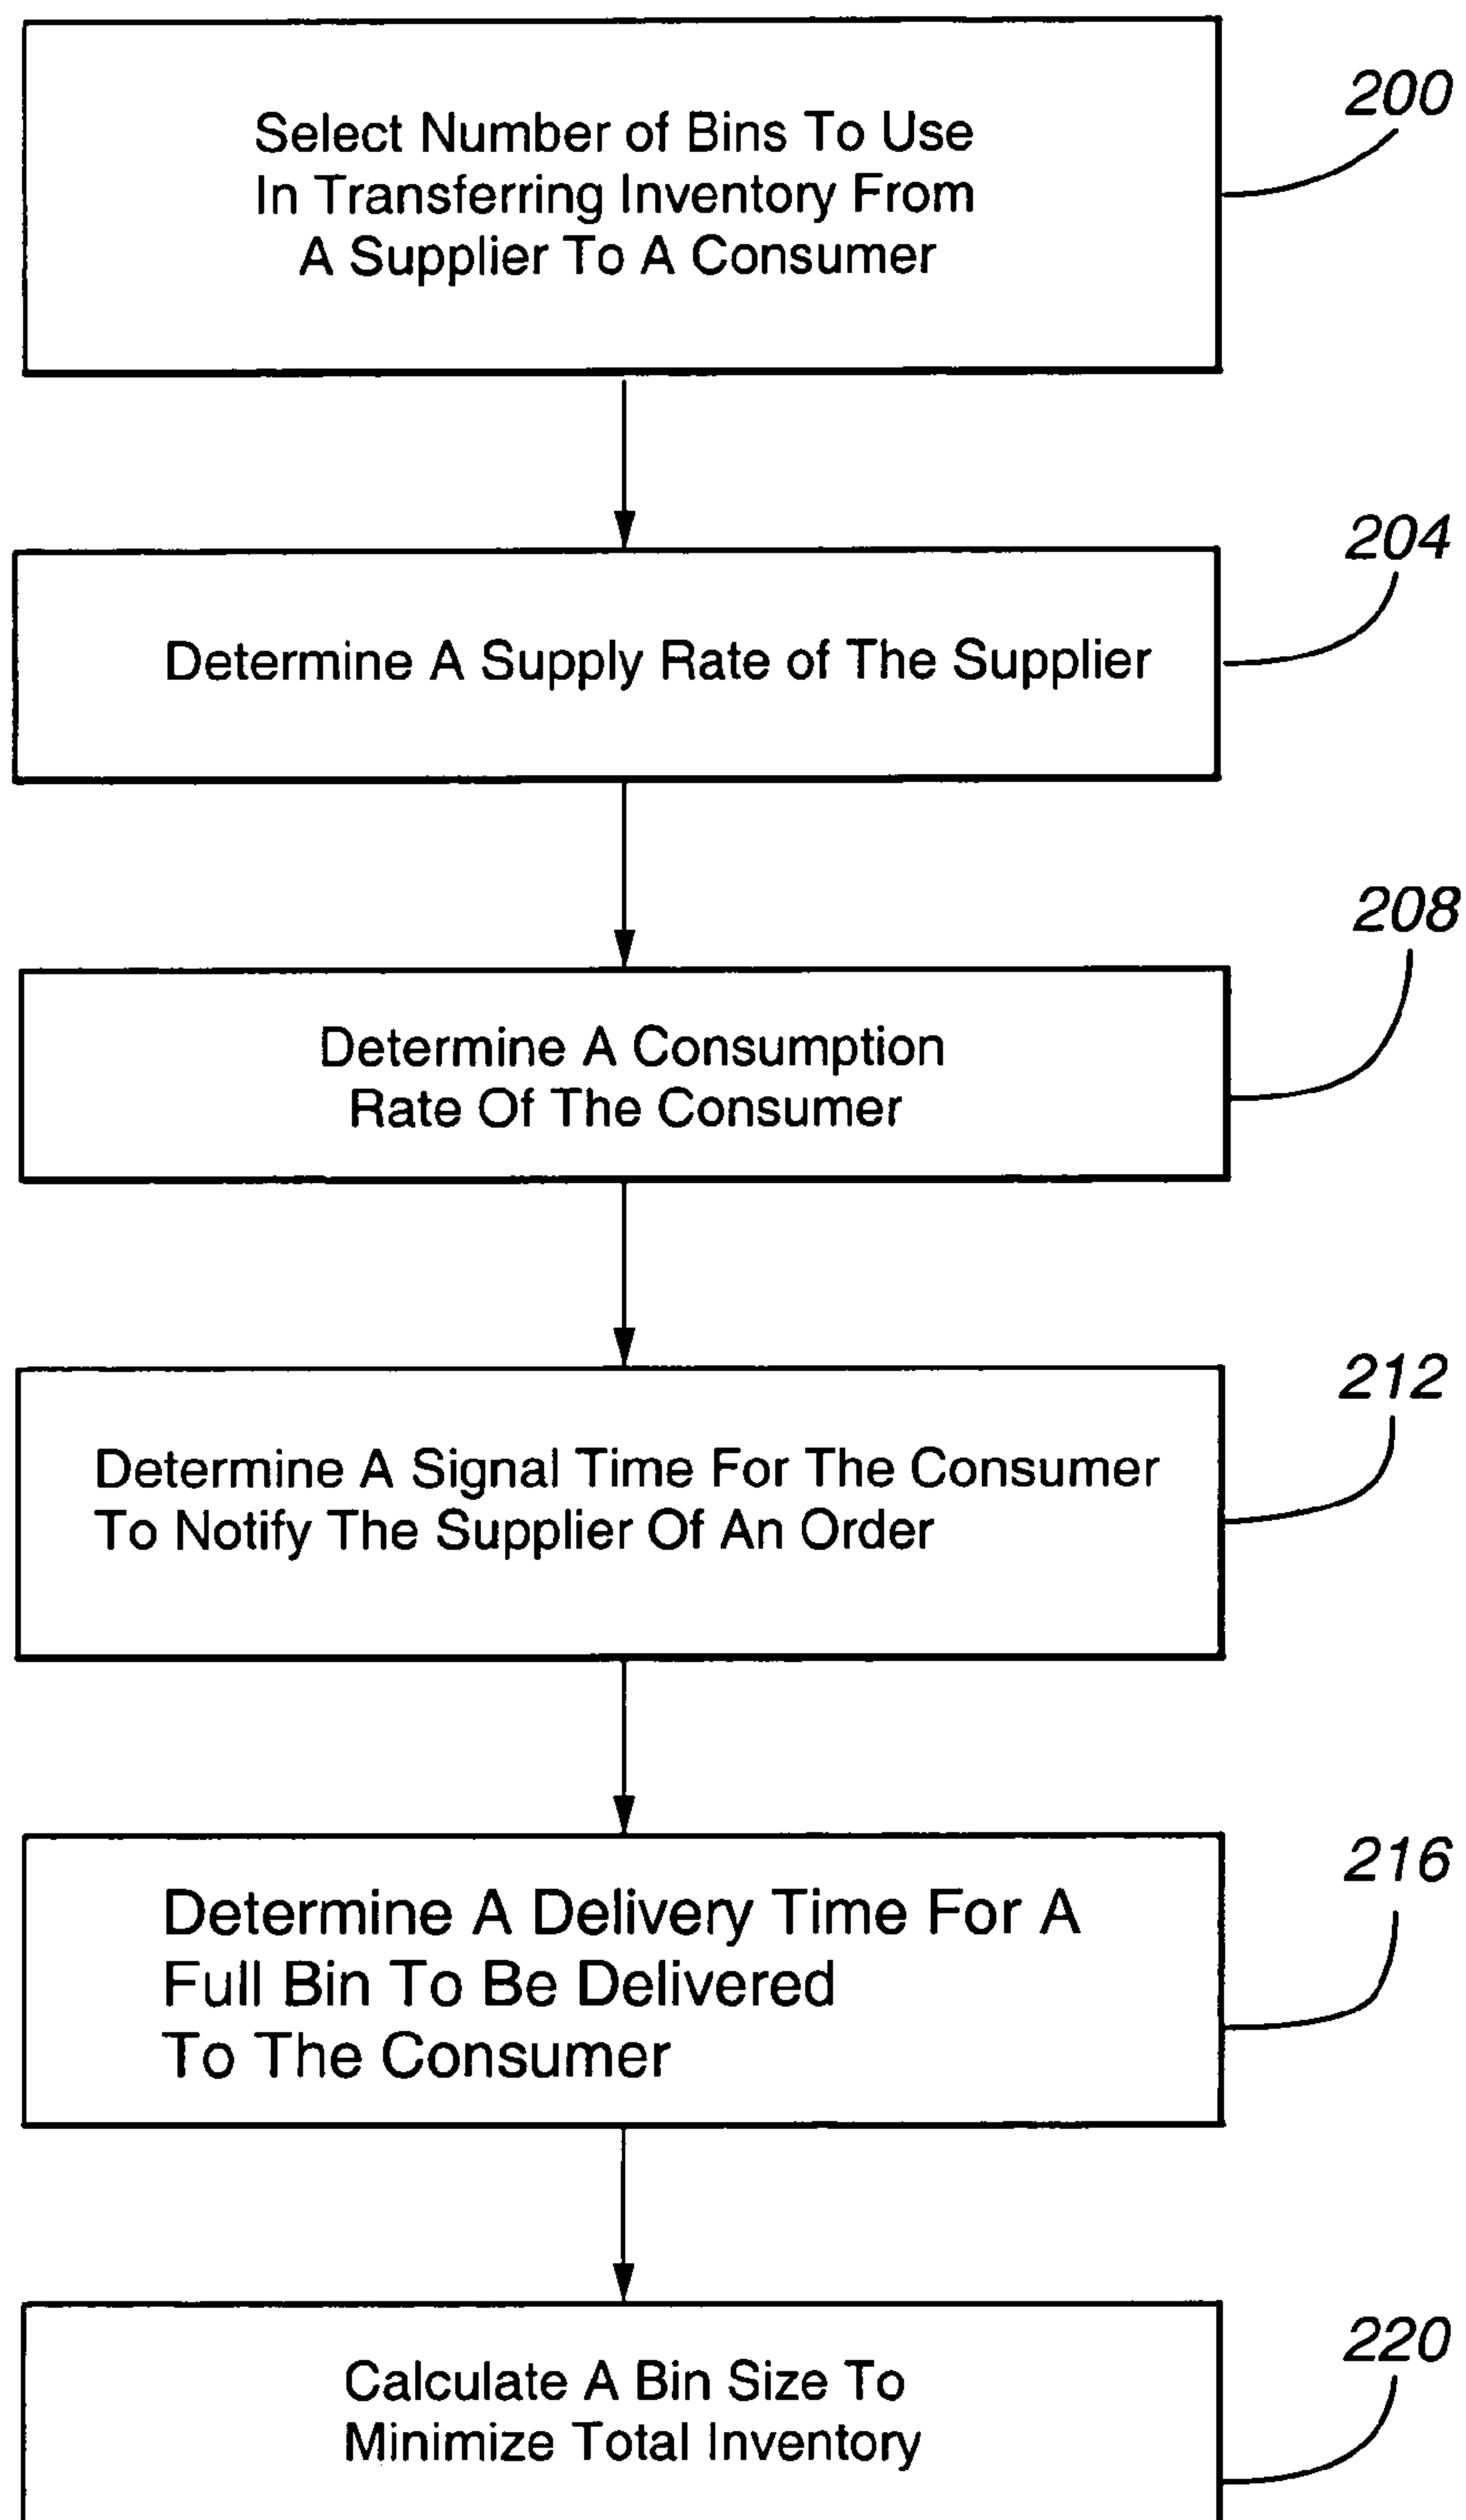 200
Select Number of Bins To Use
In Transferring Inventory From
A Supplier To A Consumer
204
Determine A Supply Rate of The Supplier
208
Determine A Consumption
Rate Of The Consumer
212
Determine A Signal Time For The Consumer
To Notify The Supplier Of An Order
216
Determine A Delivery Time For A
Full Bin To Be Delivered
To The Consumer
220
Calculate A Bin Size To
Minimize Total Inventory